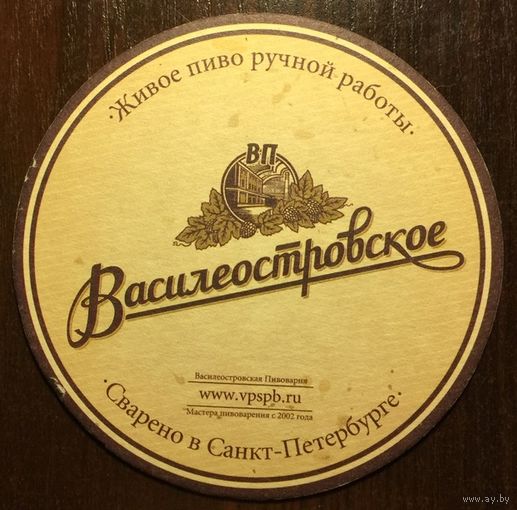 ·Живое пиво ручной работы·
ВП
Василеостровское
Василеостровская Пивоварня
www.vpspb.ru
Мастера пивоварения с 2002 года
·Сварено в Санкт-Петербурге·
www.ay.by